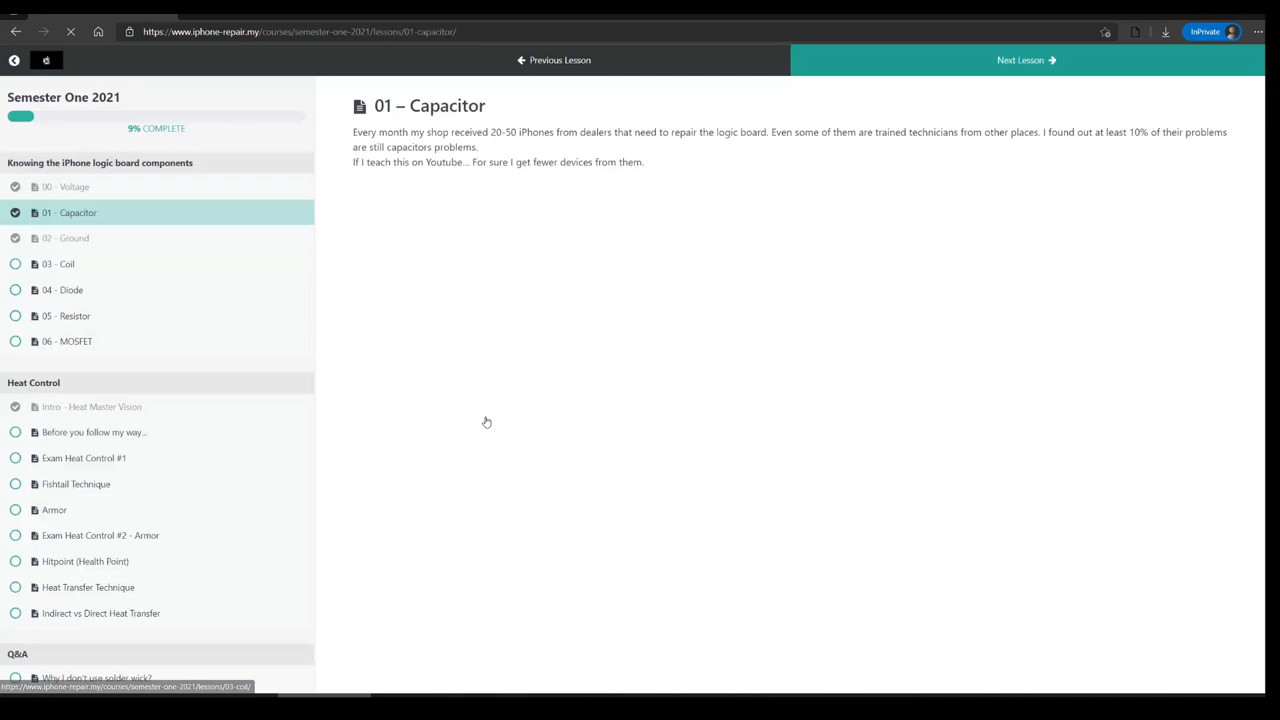 https://www.iphone-repair.my/courses/semester-one-2021/lessons/01-capacitor/
InPrivate
Previous Lesson
Next Lesson
Semester One 2021
9% COMPLETE
Knowing the iPhone logic board components
00 - Voltage
01 - Capacitor
02 - Ground
03 - Coil
04 - Diode
05 - Resistor
06 - MOSFET
Heat Control
Intro - Heat Master Vision
Before you follow my way...
Exam Heat Control #1
Fishtail Technique
Armor
Exam Heat Control #2 - Armor
Hitpoint (Health Point)
Heat Transfer Technique
Indirect vs Direct Heat Transfer
Q&A
Why I don't use solder wick?
https://www.iphone-repair.my/courses/semester-one-2021/lessons/03-coil/
01 – Capacitor
Every month my shop received 20-50 iPhones from dealers that need to repair the logic board. Even some of them are trained technicians from other places. I found out at least 10% of their problems
are still capacitors problems.
If I teach this on Youtube... For sure I get fewer devices from them.